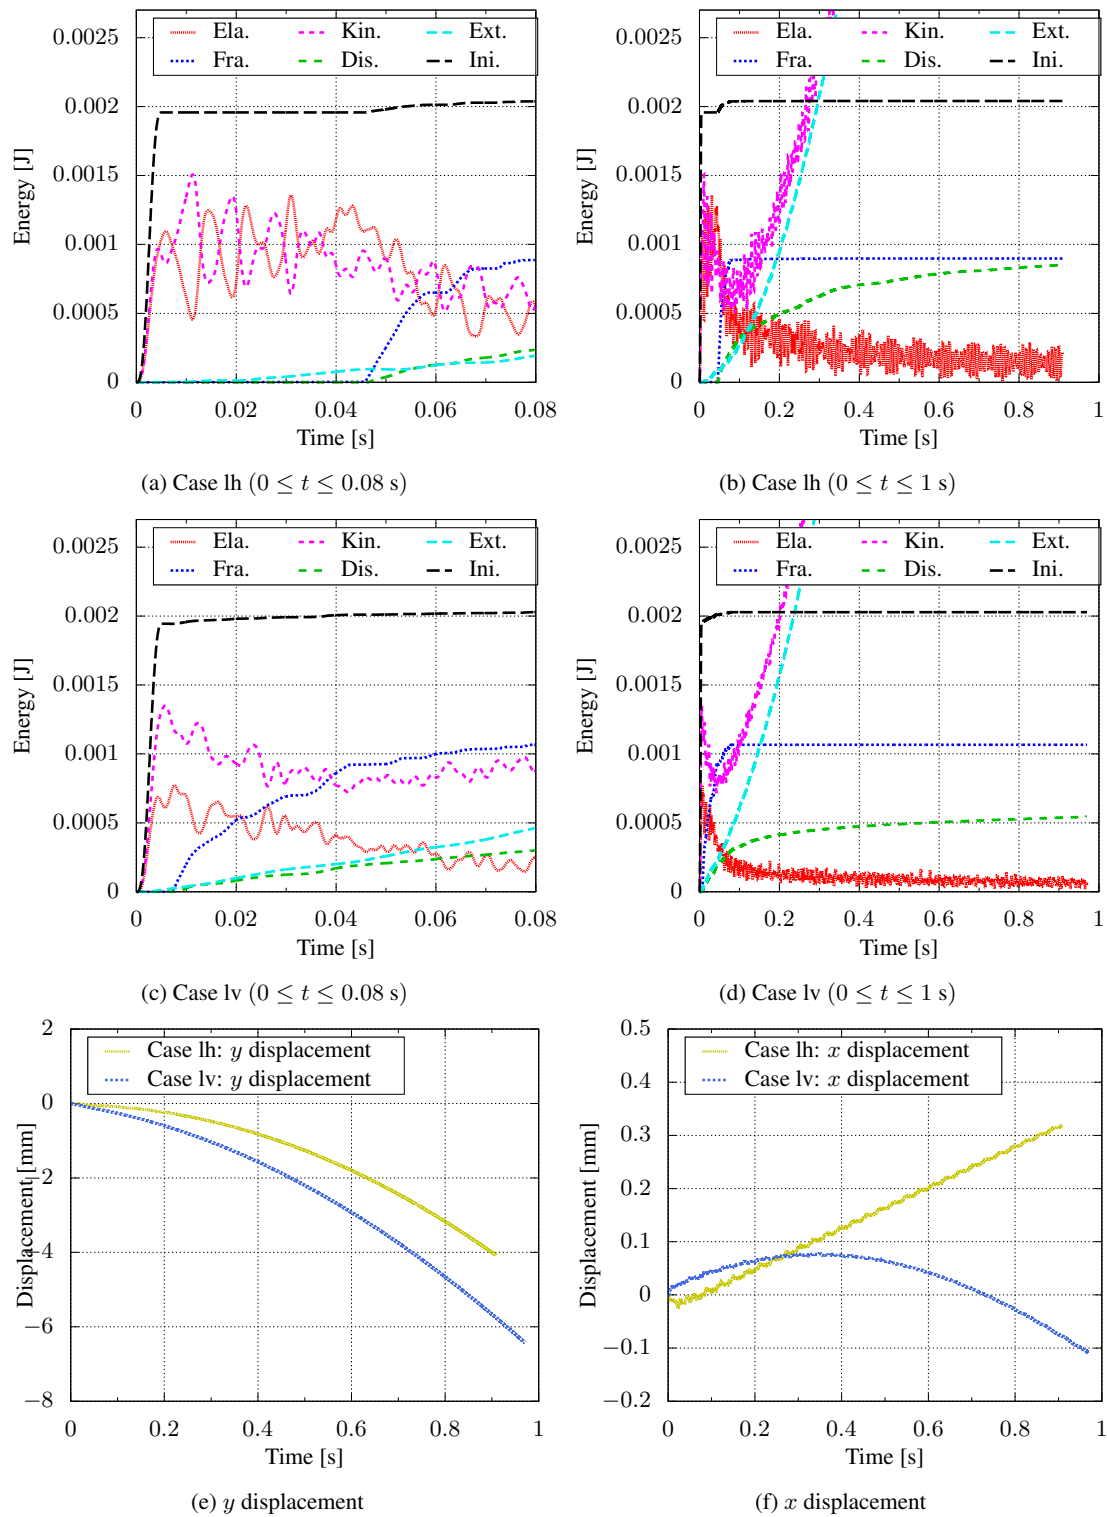 0.0025
0.002
0.0015
0.001
0.0005
0
Energy [J]
Ela. Kin. Ext.
Fra. Dis. Ini.
0 0.02 0.04 0.06 0.08
Time [s]
(a) Case lh (0 ≤ t ≤ 0.08 s)
0.0025
0.002
0.0015
0.001
0.0005
0
Energy [J]
Ela. Kin. Ext.
Fra. Dis. Ini.
0 0.2 0.4 0.6 0.8 1
Time [s]
(b) Case lh (0 ≤ t ≤ 1 s)
0.0025
0.002
0.0015
0.001
0.0005
0
Energy [J]
Ela. Kin. Ext.
Fra. Dis. Ini.
0 0.02 0.04 0.06 0.08
Time [s]
(c) Case lv (0 ≤ t ≤ 0.08 s)
0.0025
0.002
0.0015
0.001
0.0005
0
Energy [J]
Ela. Kin. Ext.
Fra. Dis. Ini.
0 0.2 0.4 0.6 0.8 1
Time [s]
(d) Case lv (0 ≤ t ≤ 1 s)
2
0
−2
−4
−6
−8
Displacement [mm]
Case lh: y displacement
Case lv: y displacement
0 0.2 0.4 0.6 0.8 1
Time [s]
(e) y displacement
0.5
0.4
0.3
0.2
0.1
0
−0.1
−0.2
Displacement [mm]
Case lh: x displacement
Case lv: x displacement
0 0.2 0.4 0.6 0.8 1
Time [s]
(f) x displacement